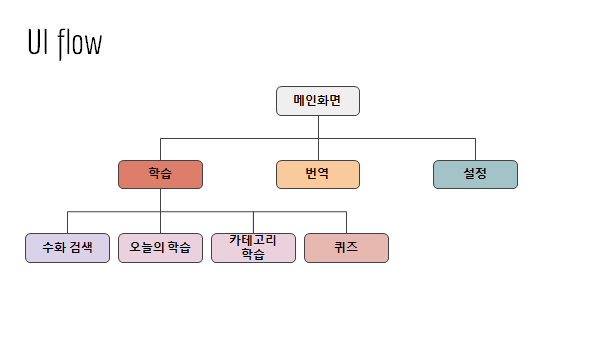 UI flow
메인화면
학습
번역
설정
수화 검색
오늘의 학습
카테고리
학습
퀴즈